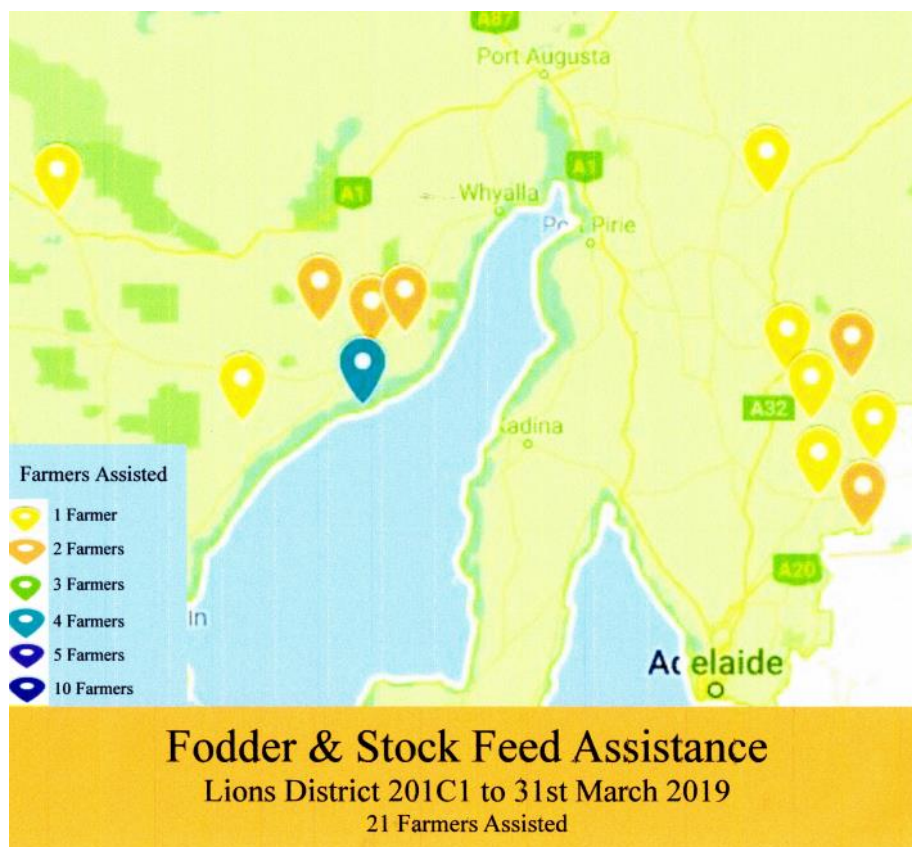 A87
Port Augusta
A1
A1
Whyalla
Pirie
A32
Kadina
Farmers Assisted
1 Farmer
2 Farmers
3 Farmers
4 Farmers
5 Farmers
10 Farmers
ln
A20
Adelaide
Fodder & Stock Feed Assistance
Lions District 201C1 to 31st March 2019
21 Farmers Assisted